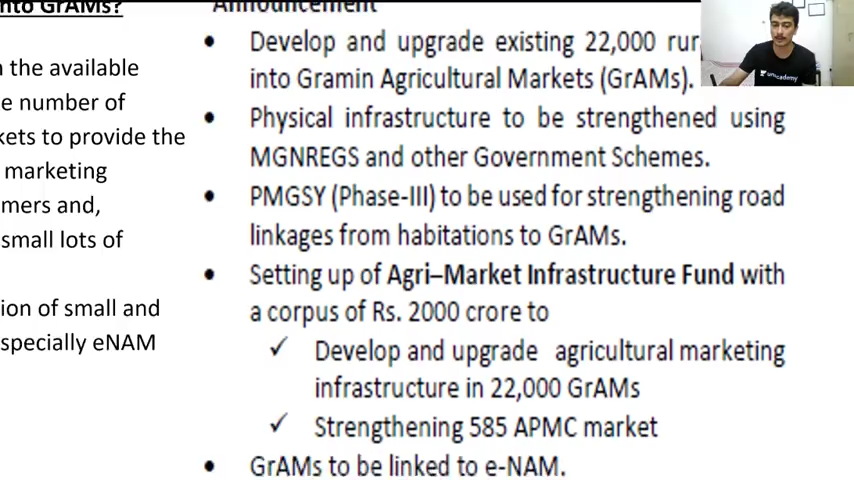 nto GrAMs?
n the available
e number of
kets to provide the
marketing
mers and,
small lots of
ion of small and
specially eNAM
Announcement
• Develop and upgrade existing 22,000
into Gramin Agricultural Markets (GrAMs).
• Physical infrastructure to be strengthened using
MGNREGS and other Government Schemes.
• PMGSY (Phase-III) to be used for strengthening road
linkages from habitations to GrAMs.
• Setting up of Agri–Market Infrastructure Fund with
a corpus of Rs. 2000 crore to
✓ Develop and upgrade agricultural marketing
infrastructure in 22,000 GrAMs
✓ Strengthening 585 APMC market
• GrAMs to be linked to e-NAM.
unacademy